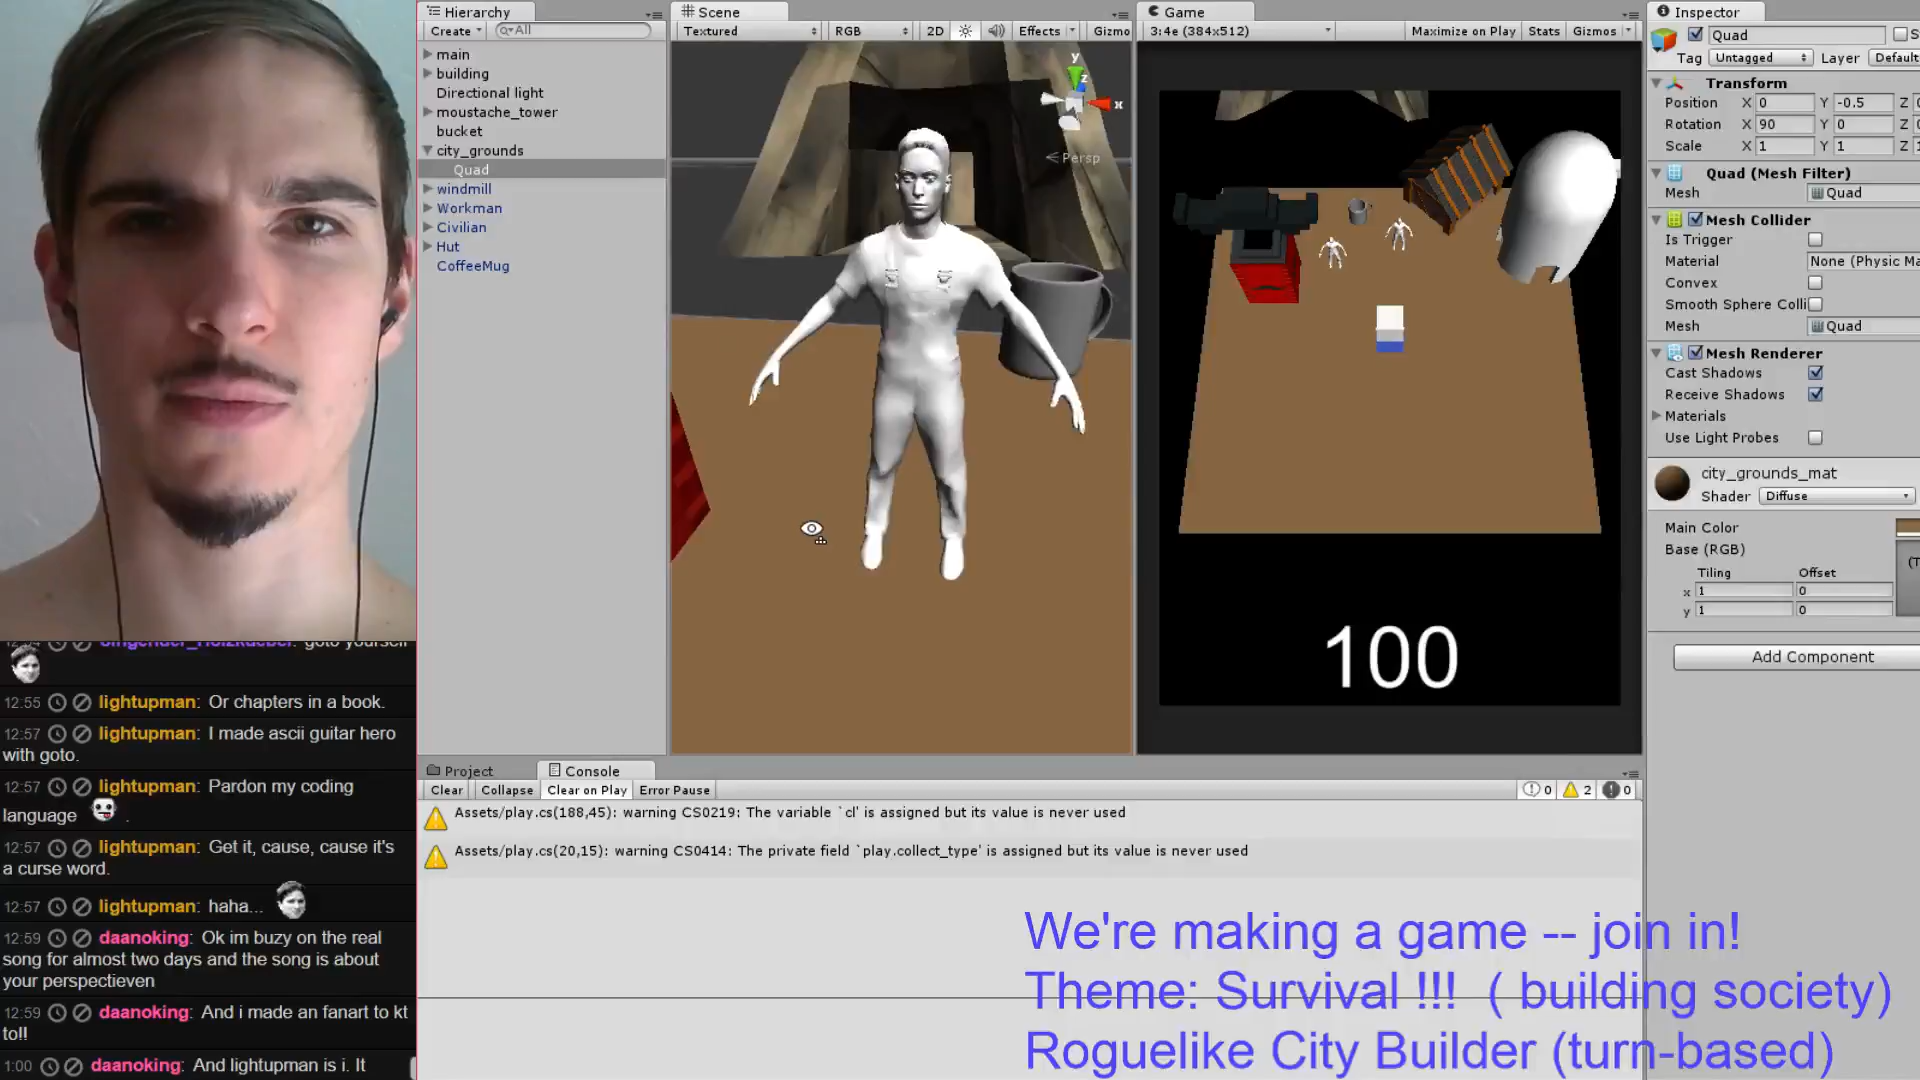 Hierarchy
Create
All
main
building
Directional light
moustache_tower
bucket
city_grounds
Quad
windmill
Workman
Civilian
Hut
CoffeeMug
Scene
Textured
RGB
2D
Effects
Gizmo
y
z
x
Persp
Game
3:4e (384x512)
Maximize on Play
Stats
Gizmos
100
Inspector
Quad
S
Tag
Untagged
Layer
Default
Transform
Position X 0 Y -0.5 Z
Rotation X 90 Y 0 Z
Scale X 1 Y 1 Z
Quad (Mesh Filter)
Mesh Quad
Mesh Collider
Is Trigger
Material None (Physic Ma
Convex
Smooth Sphere Colli
Mesh Quad
Mesh Renderer
Cast Shadows
Receive Shadows
Materials
Use Light Probes
city_grounds_mat
Shader Diffuse
Main Color
Base (RGB)
Tiling Offset
x 1 0
y 1 0
Add Component
goto yourself
12:55 lightupman: Or chapters in a book.
12:57 lightupman: I made ascii guitar hero
with goto.
12:57 lightupman: Pardon my coding
language .
12:57 lightupman: Get it, cause, cause it's
a curse word.
12:57 lightupman: haha...
12:59 daanoking: Ok im buzy on the real
song for almost two days and the song is about
your perspectieven
12:59 daanoking: And i made an fanart to kt
to!!
1:00 daanoking: And lightupman is i. It
Project
Console
Clear
Collapse
Clear on Play
Error Pause
0
2
0
Assets/play.cs(188,45): warning CS0219: The variable `cl' is assigned but its value is never used
Assets/play.cs(20,15): warning CS0414: The private field `play.collect_type' is assigned but its value is never used
We're making a game -- join in!
Theme: Survival !!! ( building society)
Roguelike City Builder (turn-based)